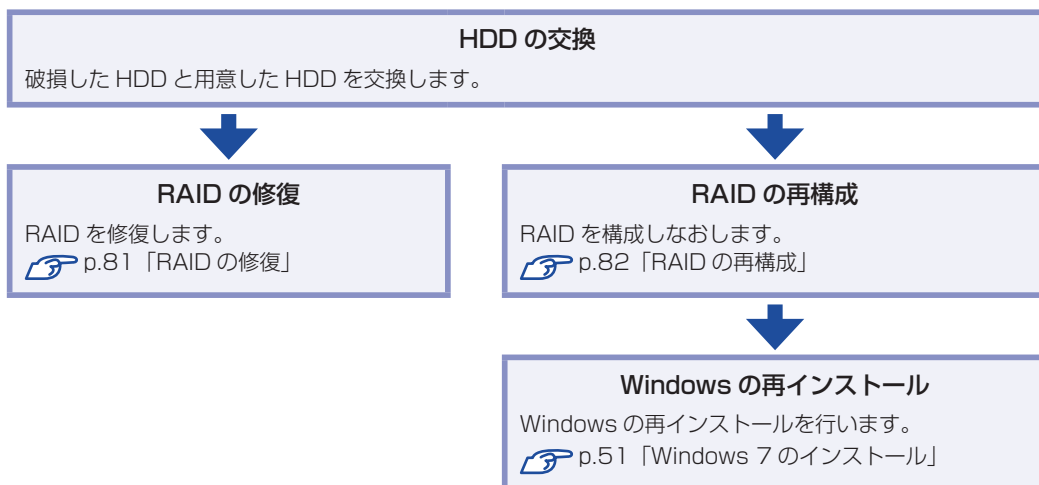 HDD の交換
破損した HDD と用意した HDD を交換します。
RAID の修復
RAID を修復します。
p.81「RAID の修復」
RAID の再構成
RAID を構成しなおします。
p.82「RAID の再構成」
Windows の再インストール
Windows の再インストールを行います。
p.51「Windows 7 のインストール」